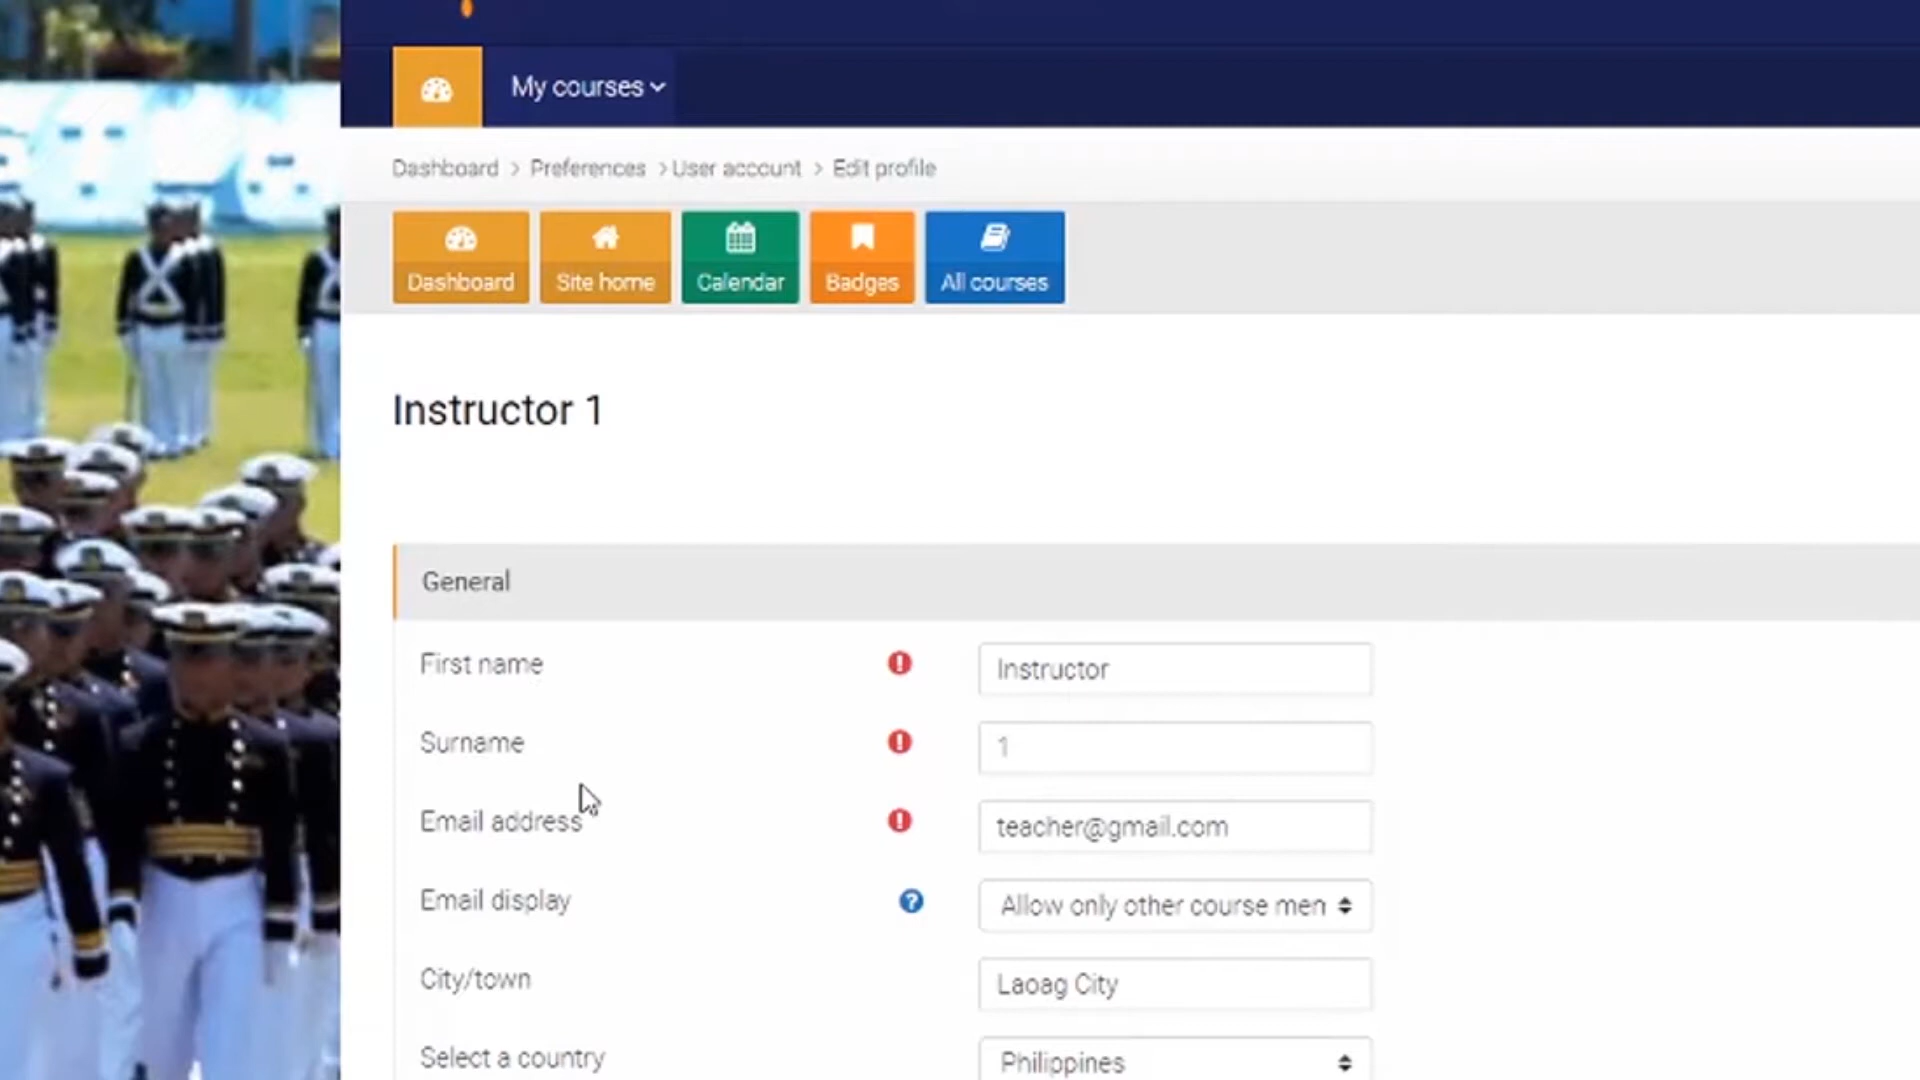 My courses
Dashboard > Preferences > User account > Edit profile
Dashboard
Site home
Calendar
Badges
All courses
Instructor 1
General
First name
Instructor
Surname
1
Email address
teacher@gmail.com
Email display
Allow only other course men
City/town
Laoag City
Select a country
Philippines